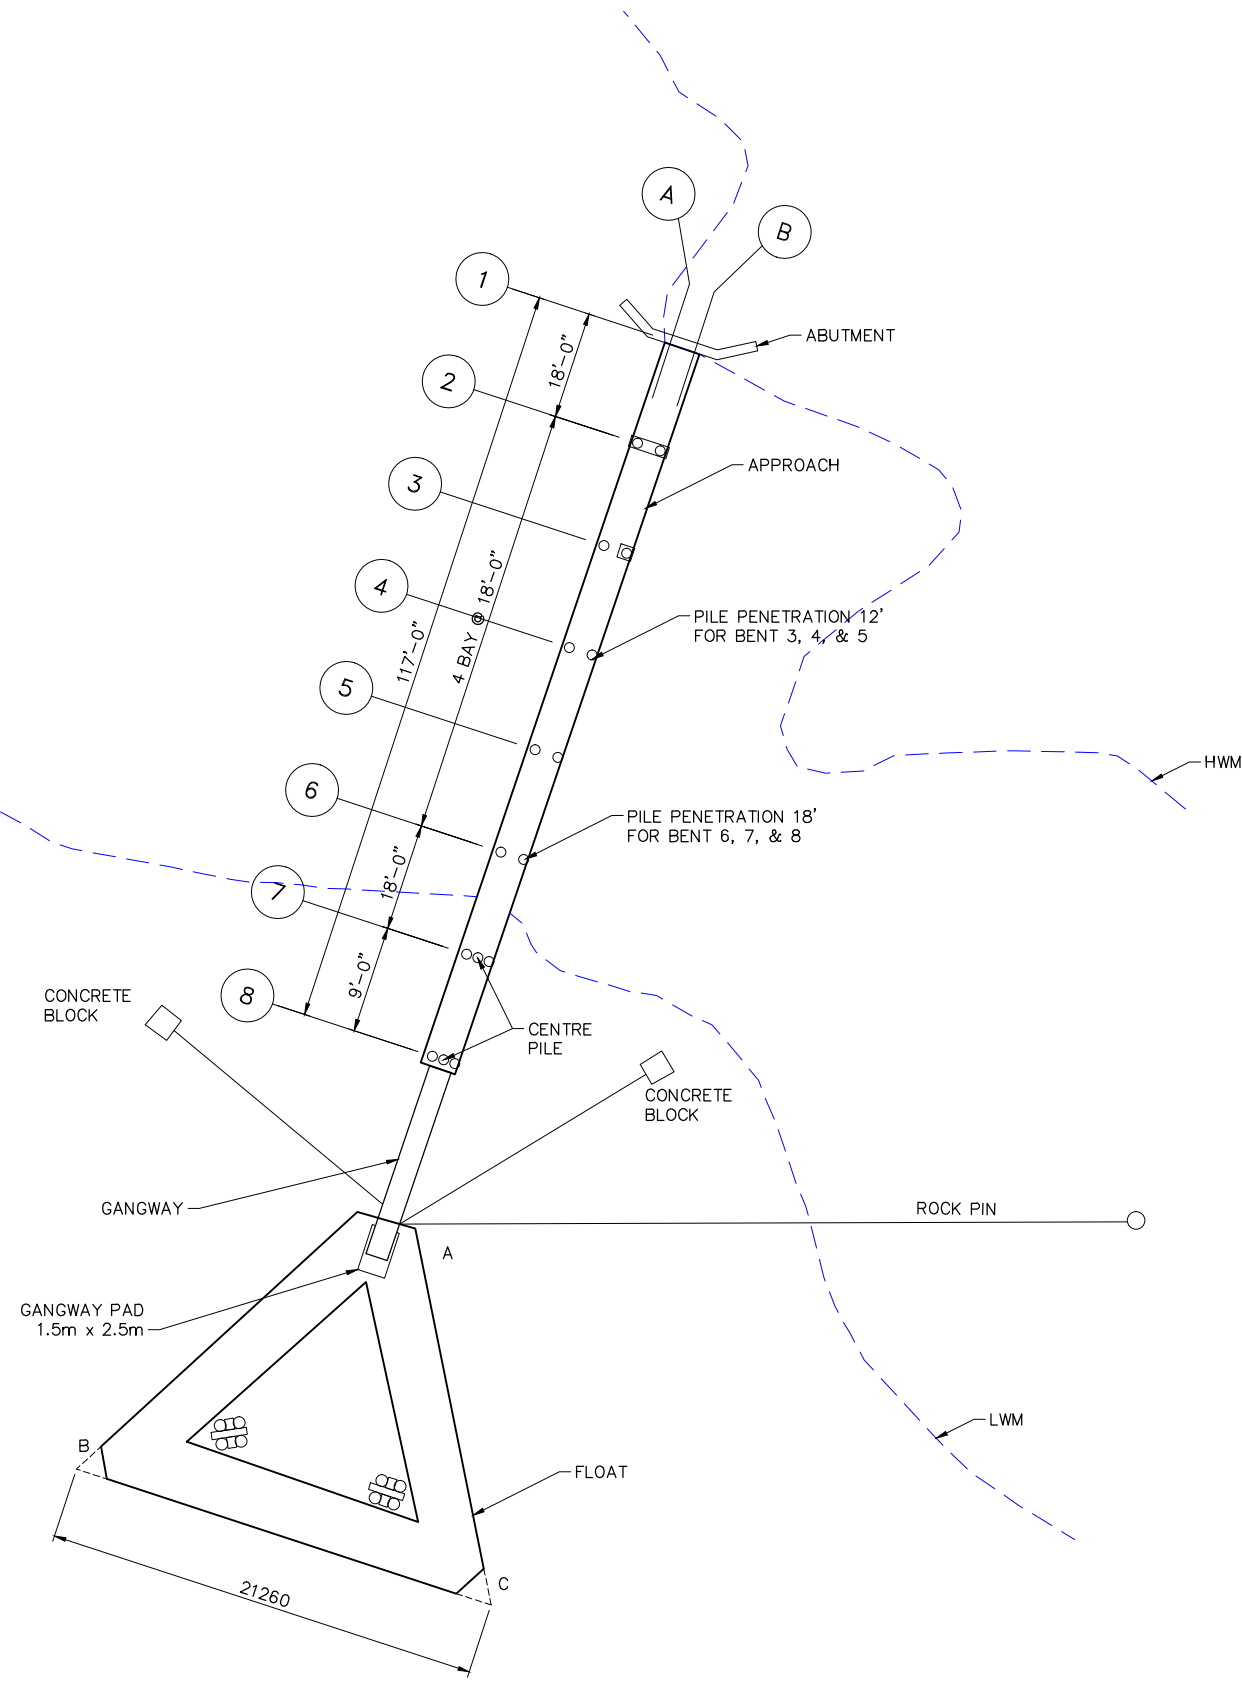 A
B
1
ABUTMENT
18'-0"
2
APPROACH
3
4 BAY @ 18'-0"
4
PILE PENETRATION 12'
FOR BENT 3, 4, & 5
117'-0"
5
HWM
6
PILE PENETRATION 18'
FOR BENT 6, 7, & 8
18'-0"
7
9'-0"
8
CONCRETE
BLOCK
CENTRE
PILE
CONCRETE
BLOCK
GANGWAY
ROCK PIN
A
GANGWAY PAD
1.5m x 2.5m
LWM
B
FLOAT
C
21260